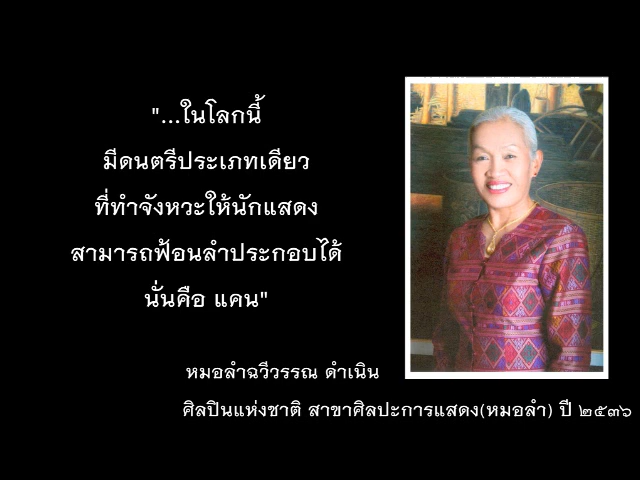 "...ในโลกนี้
มีดนตรีประเภทเดียว
ที่ทำจังหวะให้นักแสดง
สามารถฟ้อนลำประกอบได้
นั่นคือ แคน"
หมอลำฉวีวรรณ ดำเนิน
ศิลปินแห่งชาติ สาขาศิลปะการแสดง(หมอลำ) ปี ๒๕๓๖